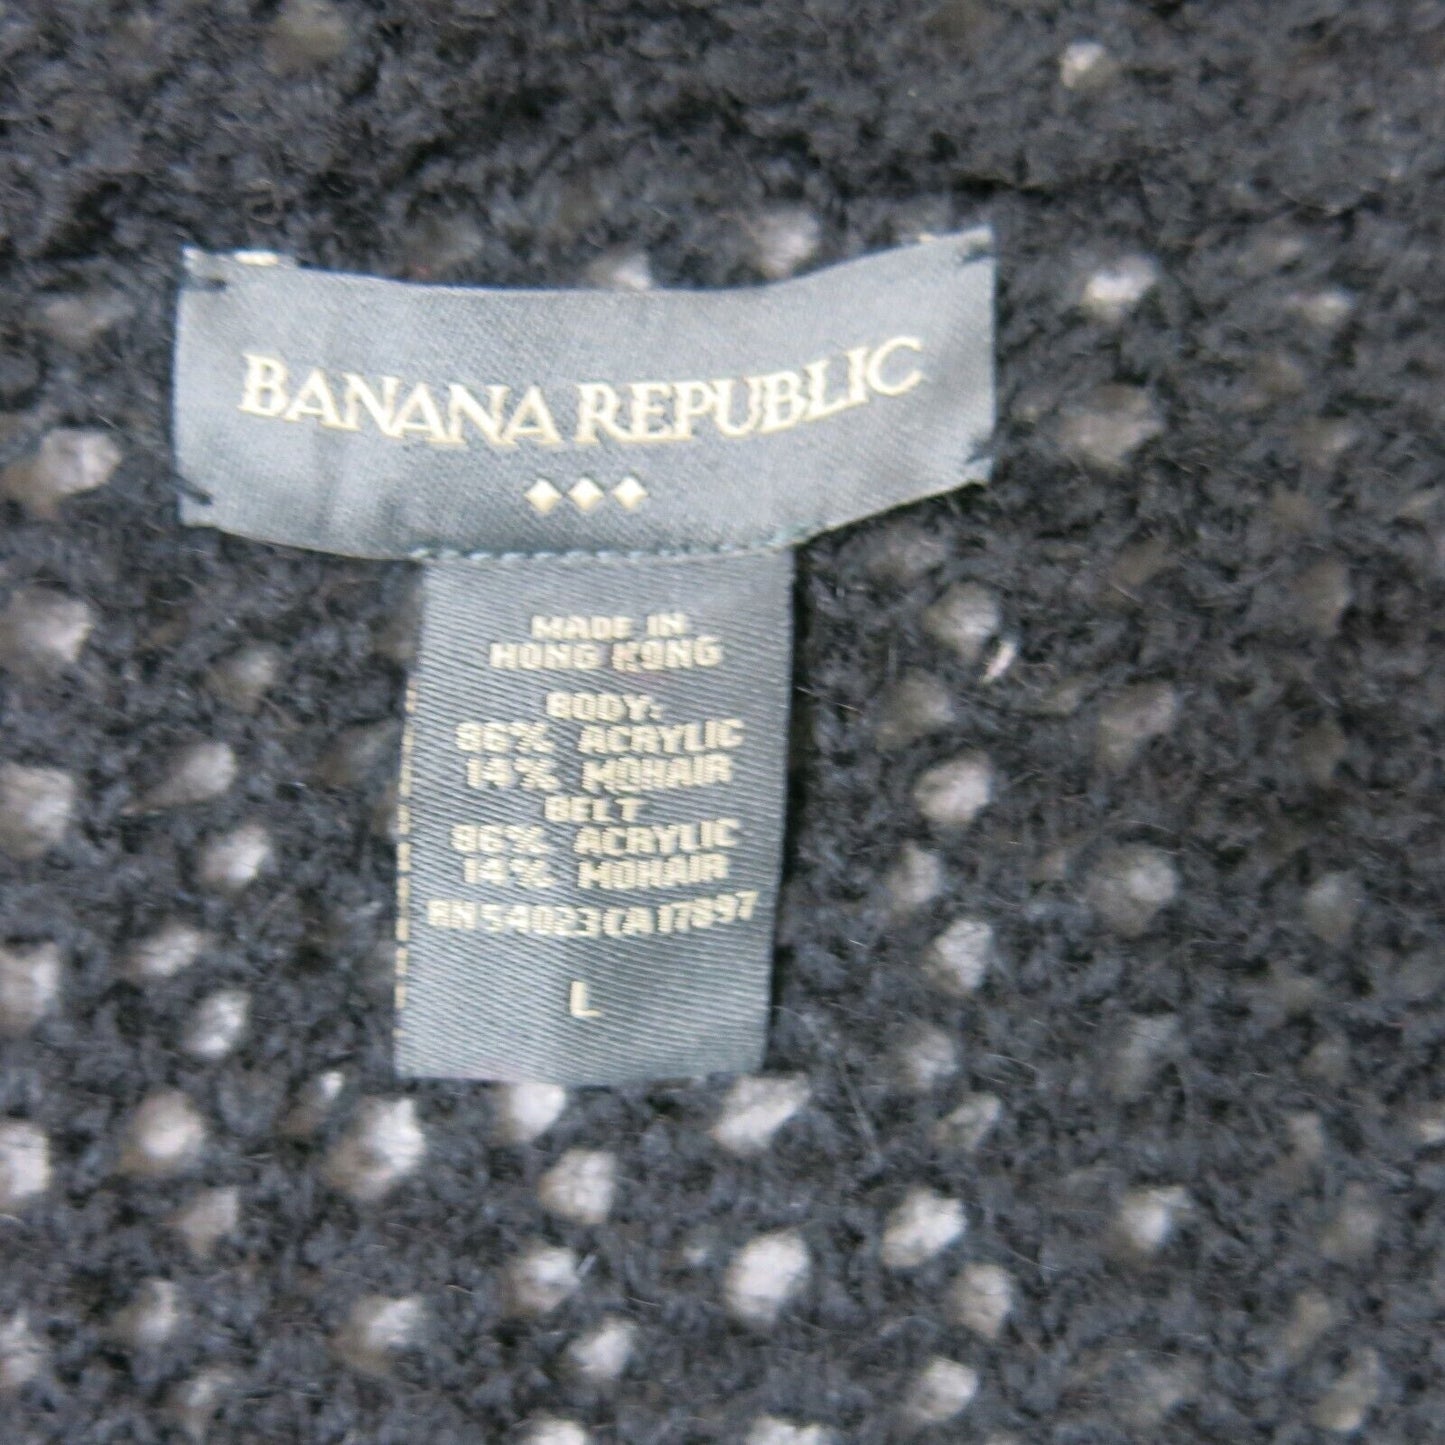 BANANA REPUBLIC
MADE IN
HONG KONG
BODY:
86% ACRYLIC
14% MOHAIR
BELT
86% ACRYLIC
14% MOHAIR
RN 54023 CA 17897
L